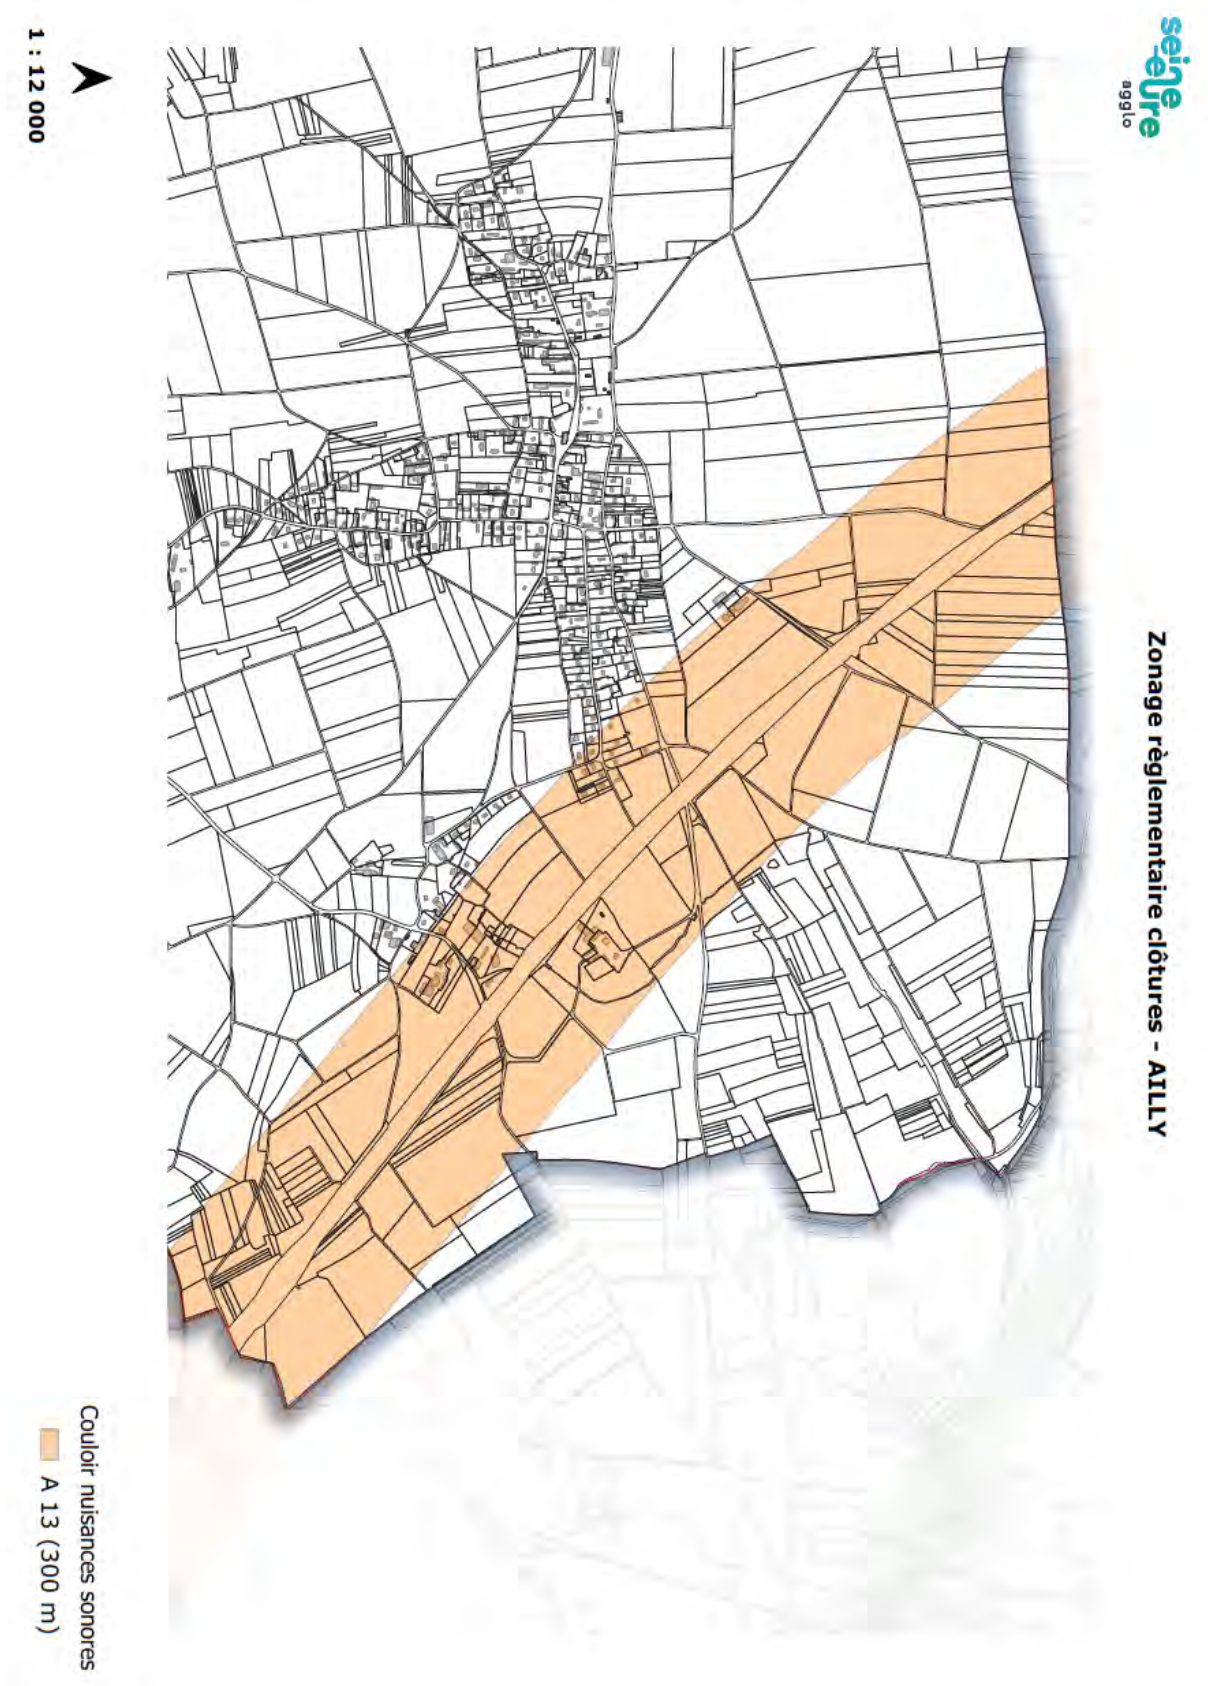 seine
eure
agglo
Zonage règlementaire clôtures - AILLY
1 : 12 000
Couloir nuisances sonores
A 13 (300 m)